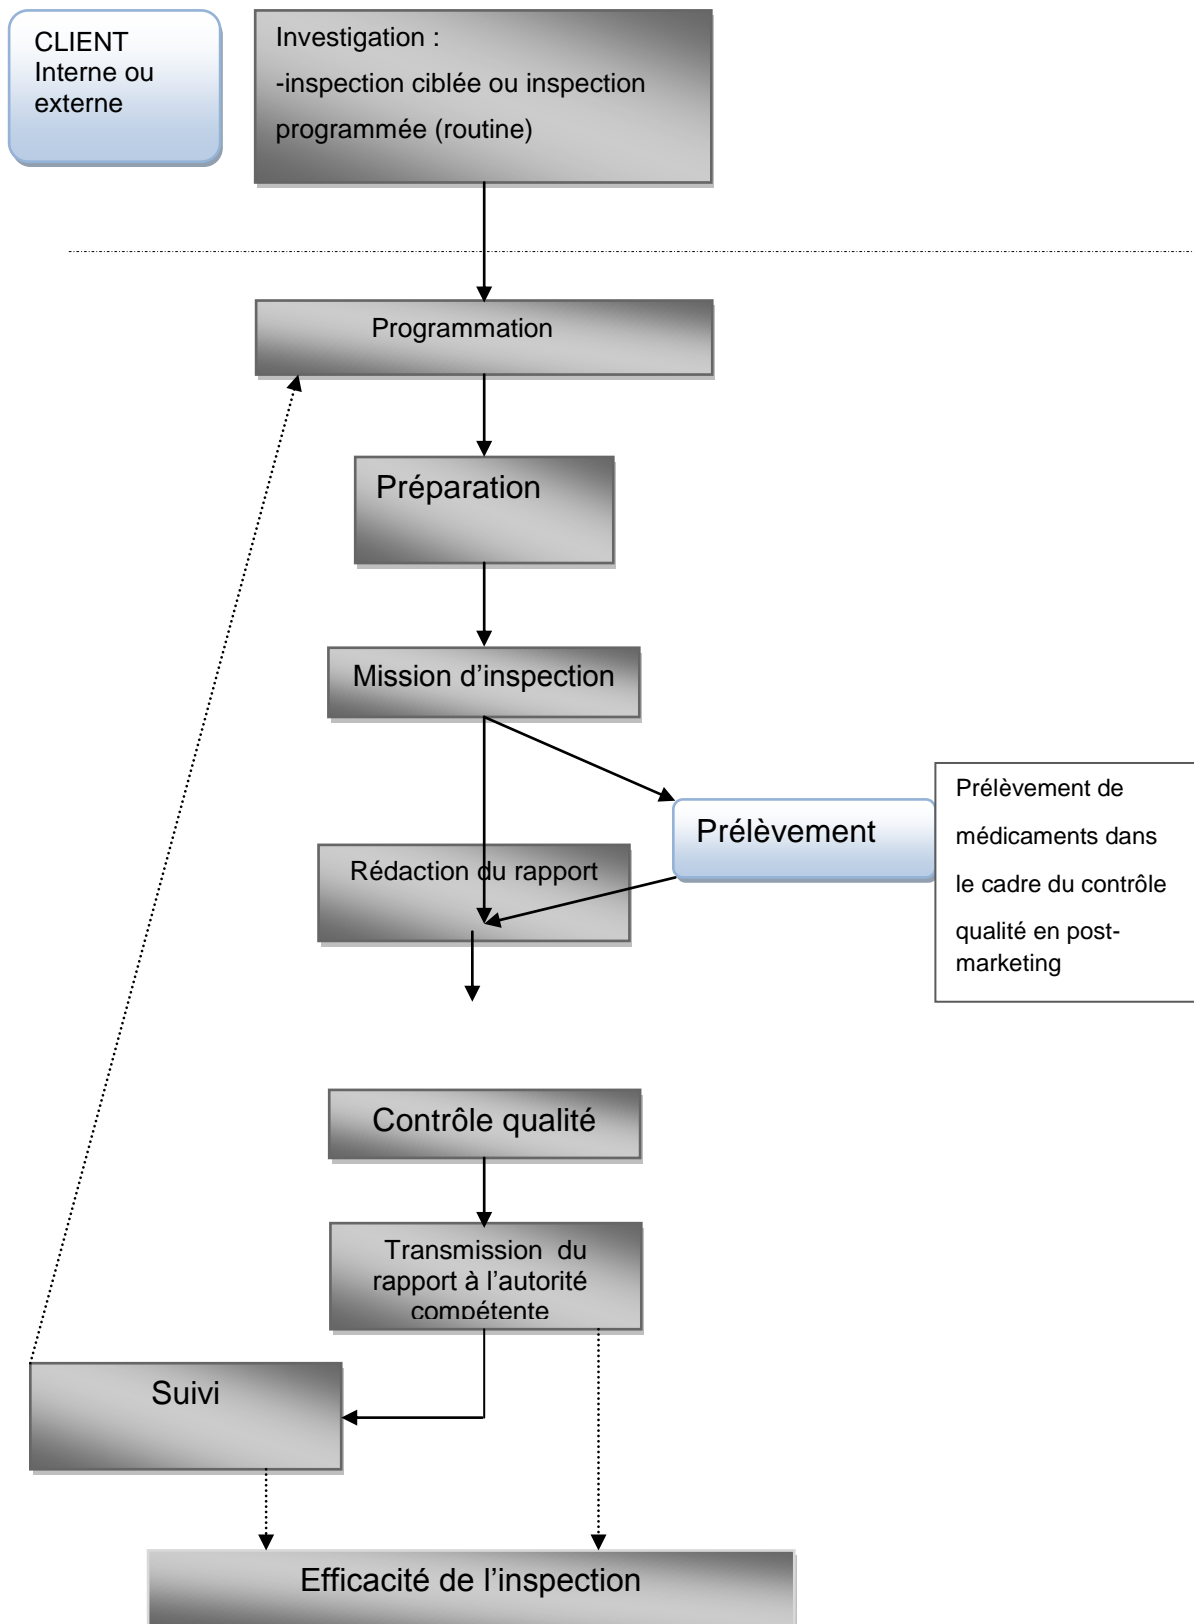 CLIENT
Interne ou
externe
Investigation :
-inspection ciblée ou inspection
programmée (routine)
Programmation
Préparation
Mission d’inspection
Prélèvement
Prélèvement de
médicaments dans
le cadre du contrôle
qualité en post-
marketing
Rédaction du rapport
Contrôle qualité
Transmission du
rapport à l’autorité
compétente
Suivi
Efficacité de l’inspection